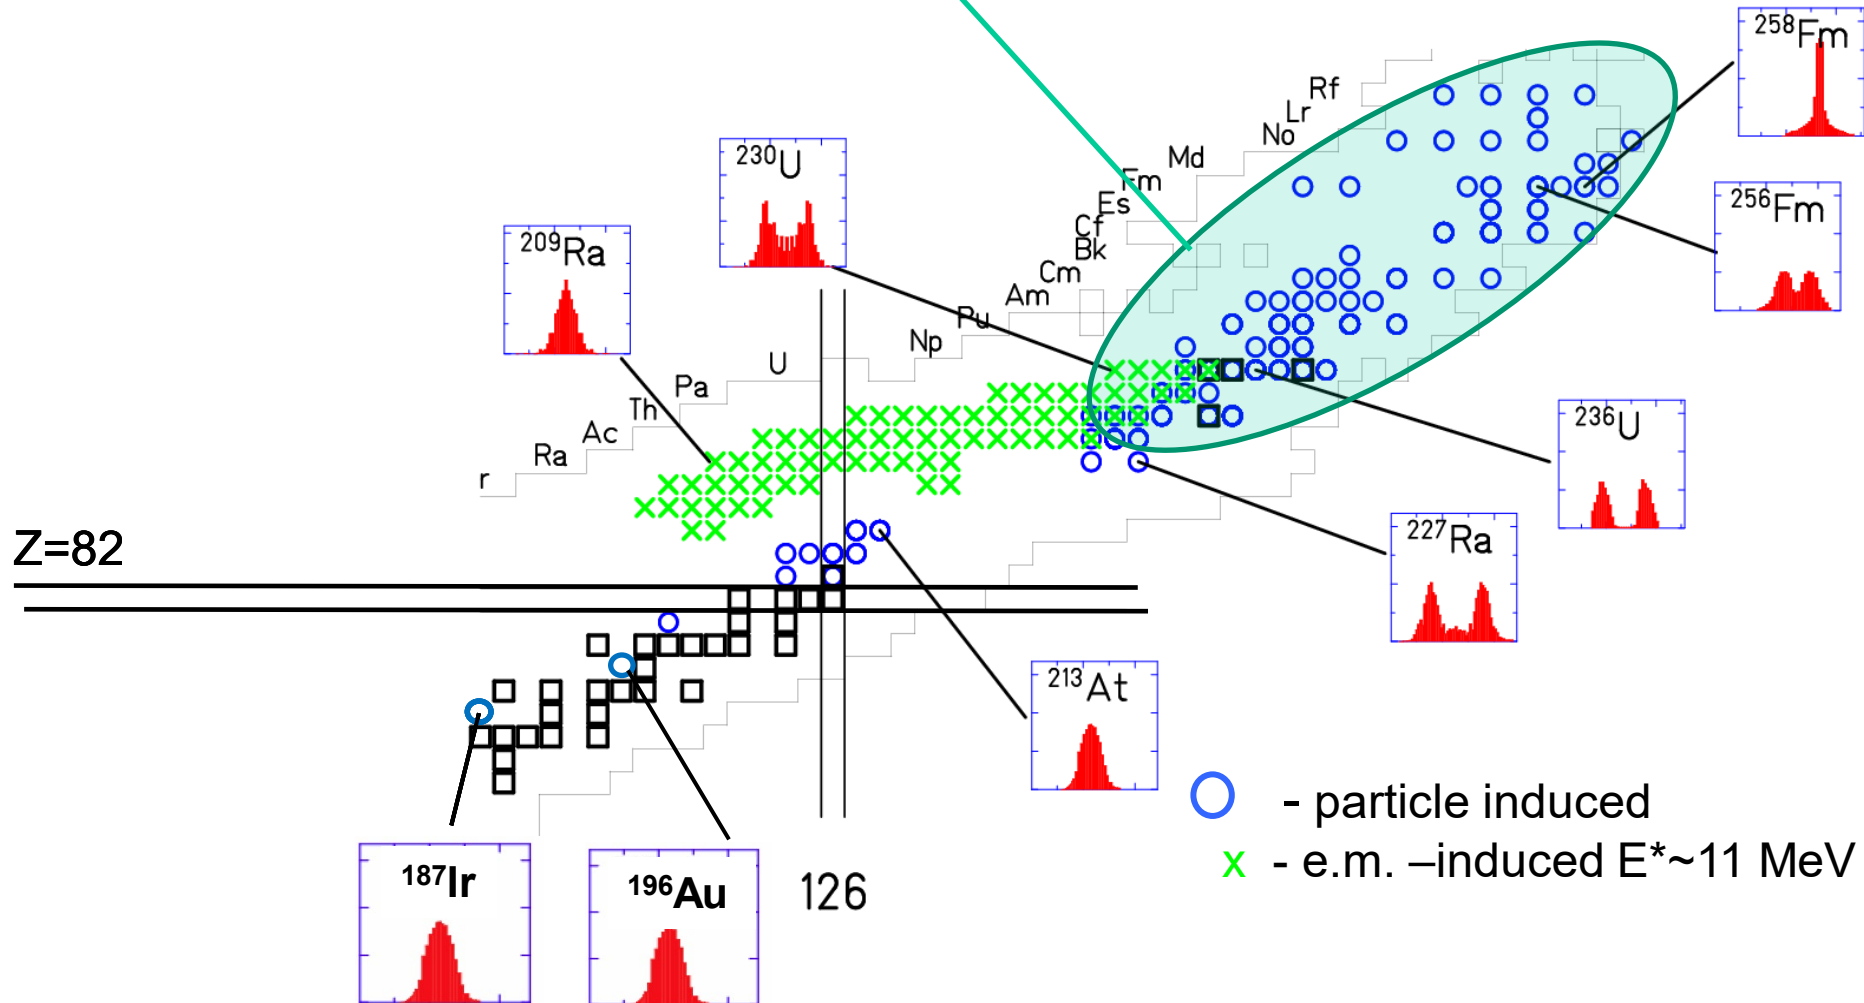 258Fm
Rf
Lr
No
230U
Md
Fm
256Fm
Es
Cf
209Ra
Bk
Cm
Am
Pu
Np
U
Pa
Th
236U
Ac
Ra
r
227Ra
Z=82
213At
- particle induced
x - e.m. –induced E*~11 MeV
187Ir
196Au
126